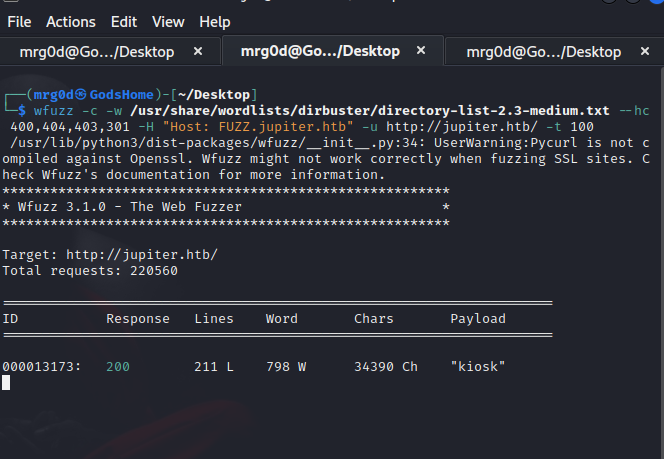 File Actions Edit View Help
mrg0d@Go.../Desktop × mrg0d@Go.../Desktop × mrg0d@Go.../Desktop ×
┌──(mrg0d㉿GodsHome)-[~/Desktop]
└─$ wfuzz -c -w /usr/share/wordlists/dirbuster/directory-list-2.3-medium.txt --hc
400,404,403,301 -H "Host: FUZZ.jupiter.htb" -u http://jupiter.htb/ -t 100
/usr/lib/python3/dist-packages/wfuzz/__init__.py:34: UserWarning:Pycurl is not c
ompiled against Openssl. Wfuzz might not work correctly when fuzzing SSL sites. C
heck Wfuzz's documentation for more information.
********************************************************
* Wfuzz 3.1.0 - The Web Fuzzer *
********************************************************
Target: http://jupiter.htb/
Total requests: 220560
=====================================================================
ID Response Lines Word Chars Payload
=====================================================================
000013173: 200 211 L 798 W 34390 Ch "kiosk"